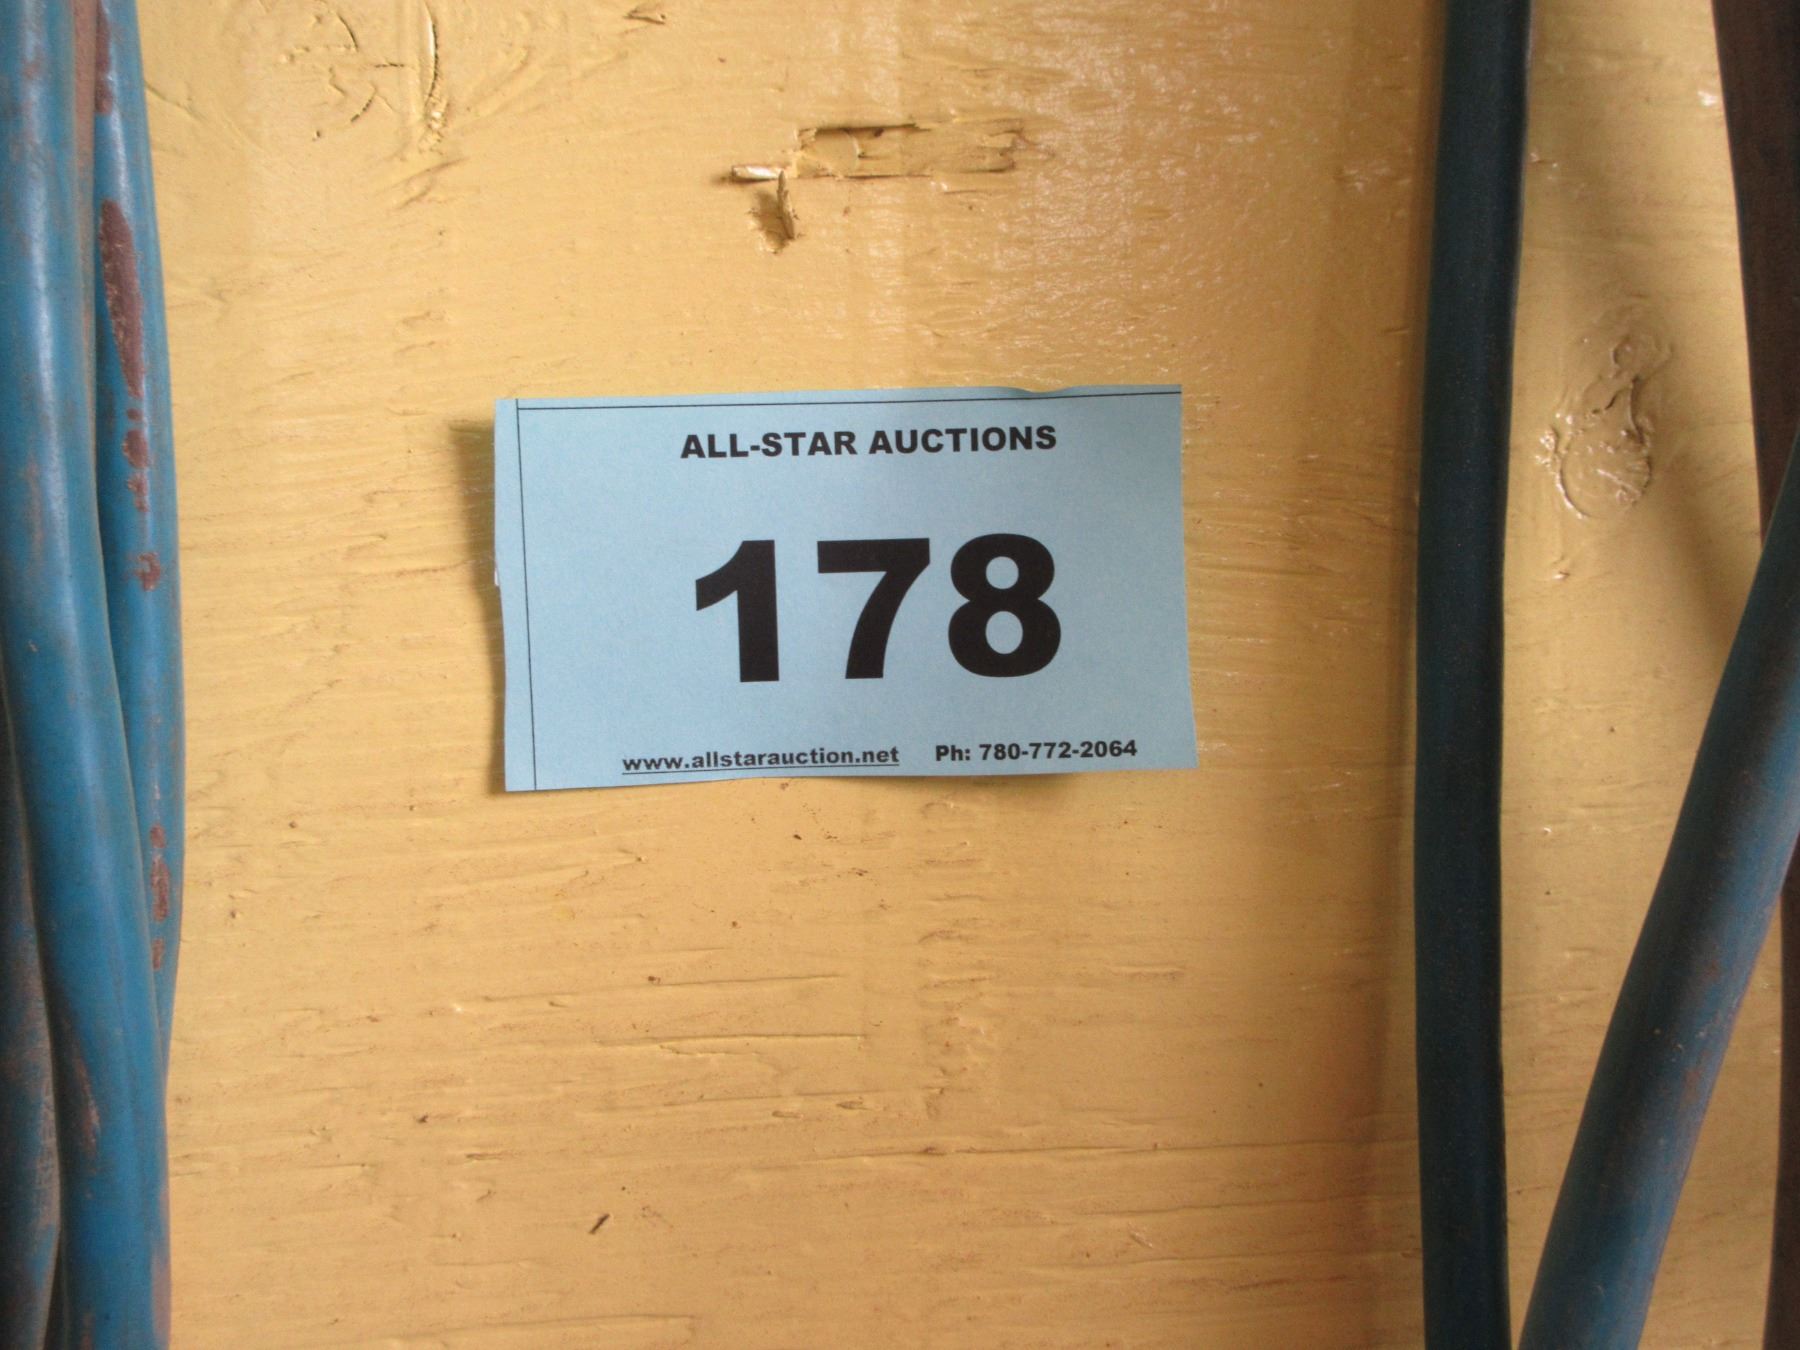 ALL-STAR AUCTIONS
178
www.allstarauction.net Ph: 780-772-2064